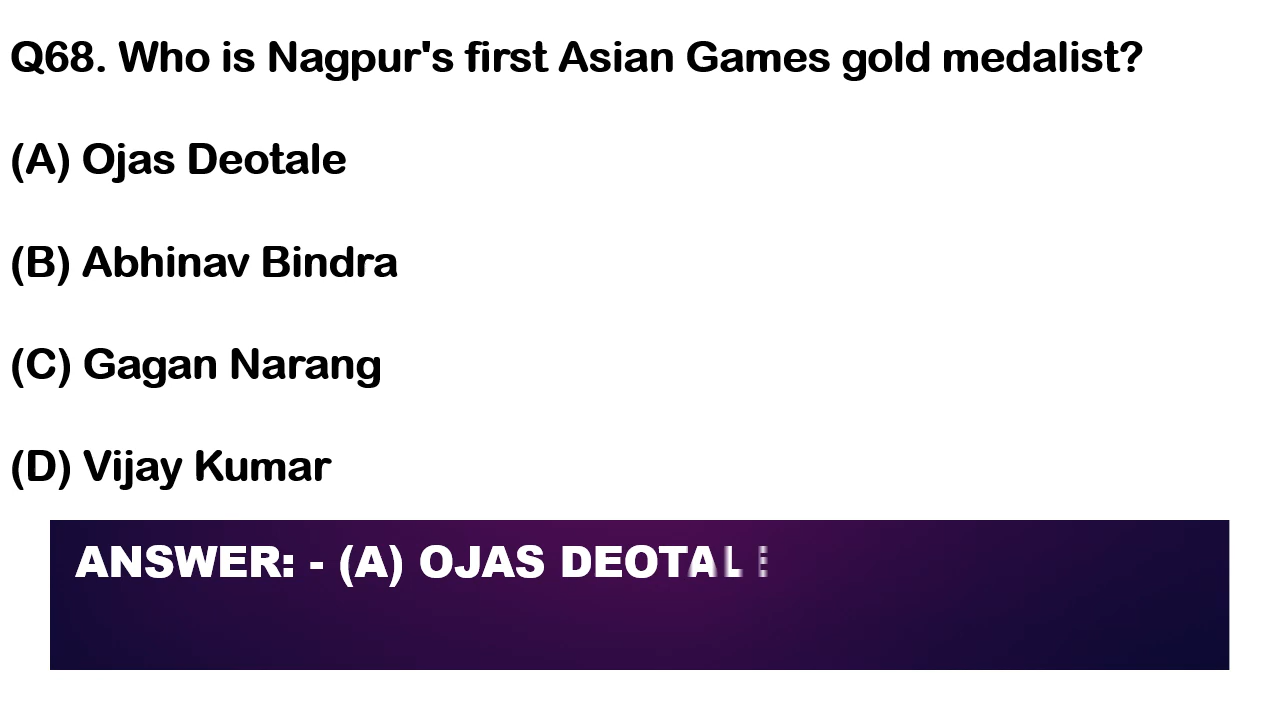 Q68. Who is Nagpur's first Asian Games gold medalist?
(A) Ojas Deotale
(B) Abhinav Bindra
(C) Gagan Narang
(D) Vijay Kumar
ANSWER: - (A) OJAS DEOTALE